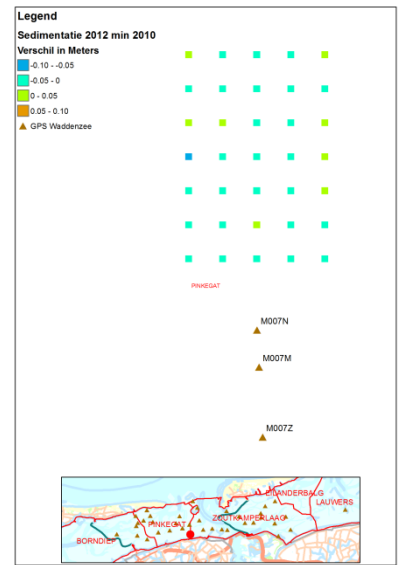 Legend
Sedimentatie 2012 min 2010
Verschil in Meters
-0.10 - -0.05
-0.05 - 0
0 - 0.05
0.05 - 0.10
GPS Waddenzee
PINKEGAT
M007N
M007M
M007Z
EILANDERBALG
LAUWERS
PINKEGAT
ZOUTKAMPERLAAG
BORNDIEP